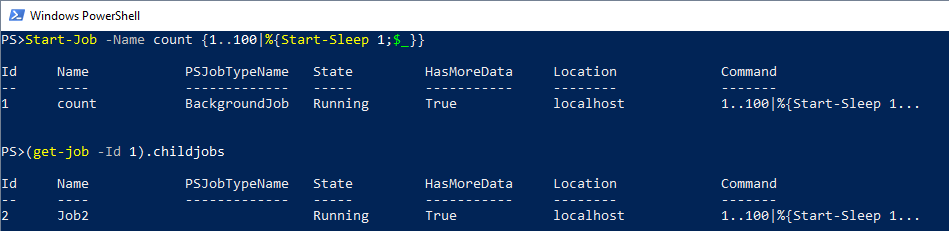 Windows PowerShell
PS>Start-Job -Name count {1..100|%{Start-Sleep 1;$_}}
Id     Name            PSJobTypeName   State         HasMoreData     Location             Command
--     ----            -------------   -----         -----------     --------             -------
1      count           BackgroundJob   Running       True            localhost            1..100|%{Start-Sleep 1...
PS>(get-job -Id 1).childjobs
Id     Name            PSJobTypeName   State         HasMoreData     Location             Command
--     ----            -------------   -----         -----------     --------             -------
2      Job2                            Running       True            localhost            1..100|%{Start-Sleep 1...